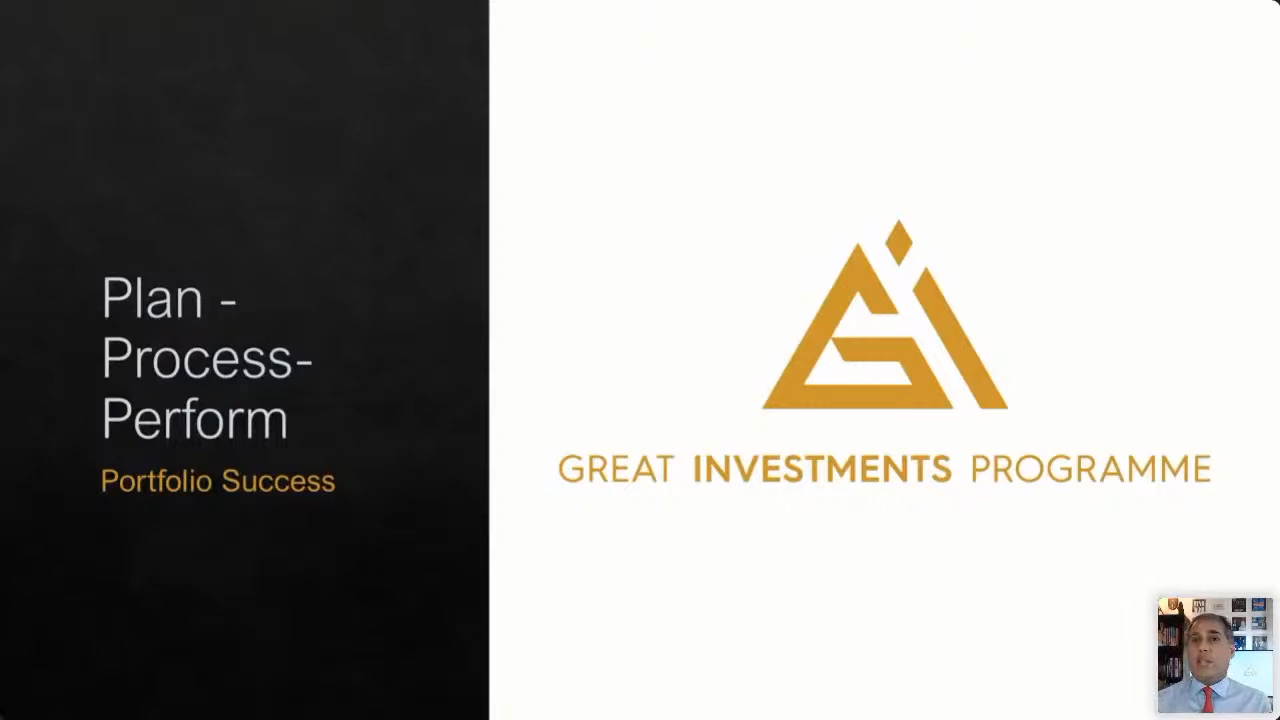 Plan -
Process-
Perform
Portfolio Success
GREAT INVESTMENTS PROGRAMME